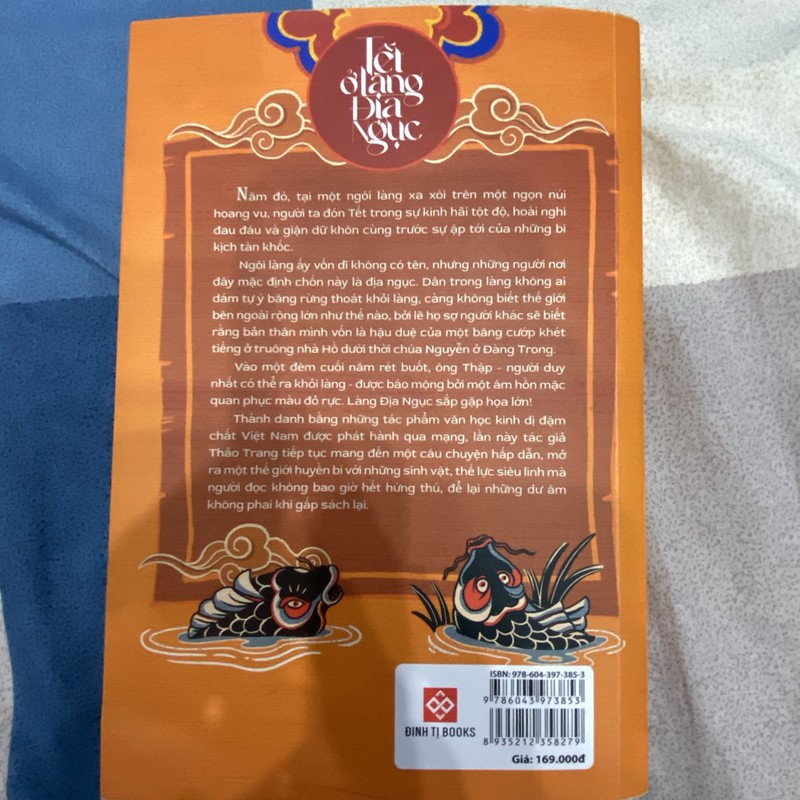 Tết
ở Làng
Địa
Ngục
Năm đó, tại một ngôi làng xa xôi trên một ngọn núi
hoang vu, người ta đón Tết trong sự kinh hãi tột độ, hoài nghi
đau đáu và giận dữ khôn cùng trước sự ập tới của những bi
kịch tàn khốc.
Ngôi làng ấy vốn dĩ không có tên, nhưng những người nơi
đây mặc định chốn này là địa ngục. Dân trong làng không ai
dám tự ý băng rừng thoát khỏi làng, càng không biết thế giới
bên ngoài rộng lớn như thế nào, bởi lẽ họ sợ người khác sẽ biết
rằng bản thân mình vốn là hậu duệ của một băng cướp khét
tiếng ở truông nhà Hồ dưới thời chúa Nguyễn ở Đàng Trong.
Vào một đêm cuối năm rét buốt, ông Thập - người duy
nhất có thể ra khỏi làng - được báo mộng bởi một âm hồn mặc
quan phục màu đỏ rực. Làng Địa Ngục sắp gặp họa lớn!
Thành danh bằng những tác phẩm văn học kinh dị đậm
chất Việt Nam được phát hành qua mạng, lần này tác giả
Thảo Trang tiếp tục mang đến một câu chuyện hấp dẫn, mở
ra một thế giới huyền bí với những sinh vật, thế lực siêu linh mà
người đọc không bao giờ hết hứng thú, để lại những dư âm
không phai khi gấp sách lại.
ISBN: 978-604-397-385-3
9 786043 973853
8 935212 358279
ĐINH TỊ BOOKS
Giá: 169.000đ